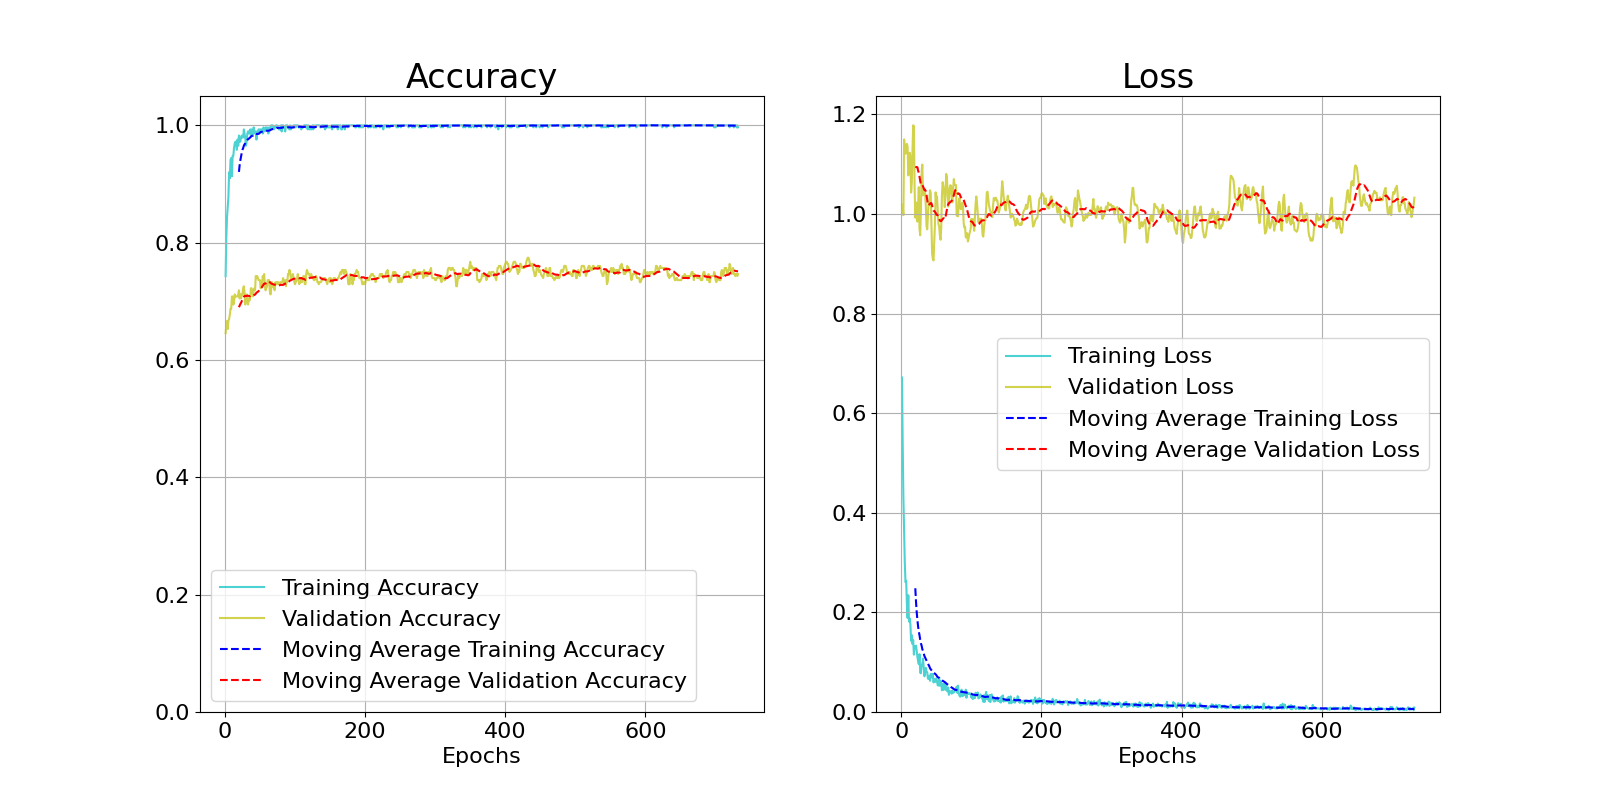 Accuracy
1.0
0.8
0.6
0.4
0.2
0.0
Training Accuracy
Validation Accuracy
Moving Average Training Accuracy
Moving Average Validation Accuracy
0 200 400 600
Epochs
Loss
1.2
1.0
0.8
0.6
0.4
0.2
0.0
Training Loss
Validation Loss
Moving Average Training Loss
Moving Average Validation Loss
0 200 400 600
Epochs